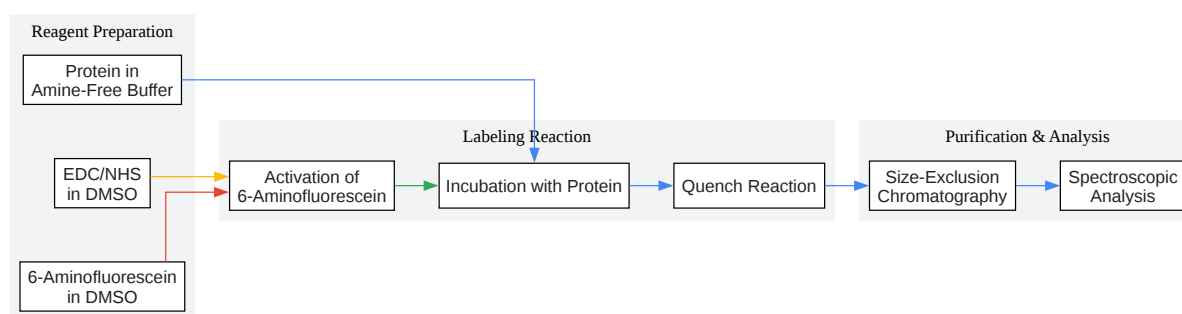 Reagent Preparation
Protein in
Amine-Free Buffer
EDC/NHS
in DMSO
6-Aminofluorescein
in DMSO
Labeling Reaction
Activation of
6-Aminofluorescein
Incubation with Protein
Quench Reaction
Purification & Analysis
Size-Exclusion
Chromatography
Spectroscopic
Analysis